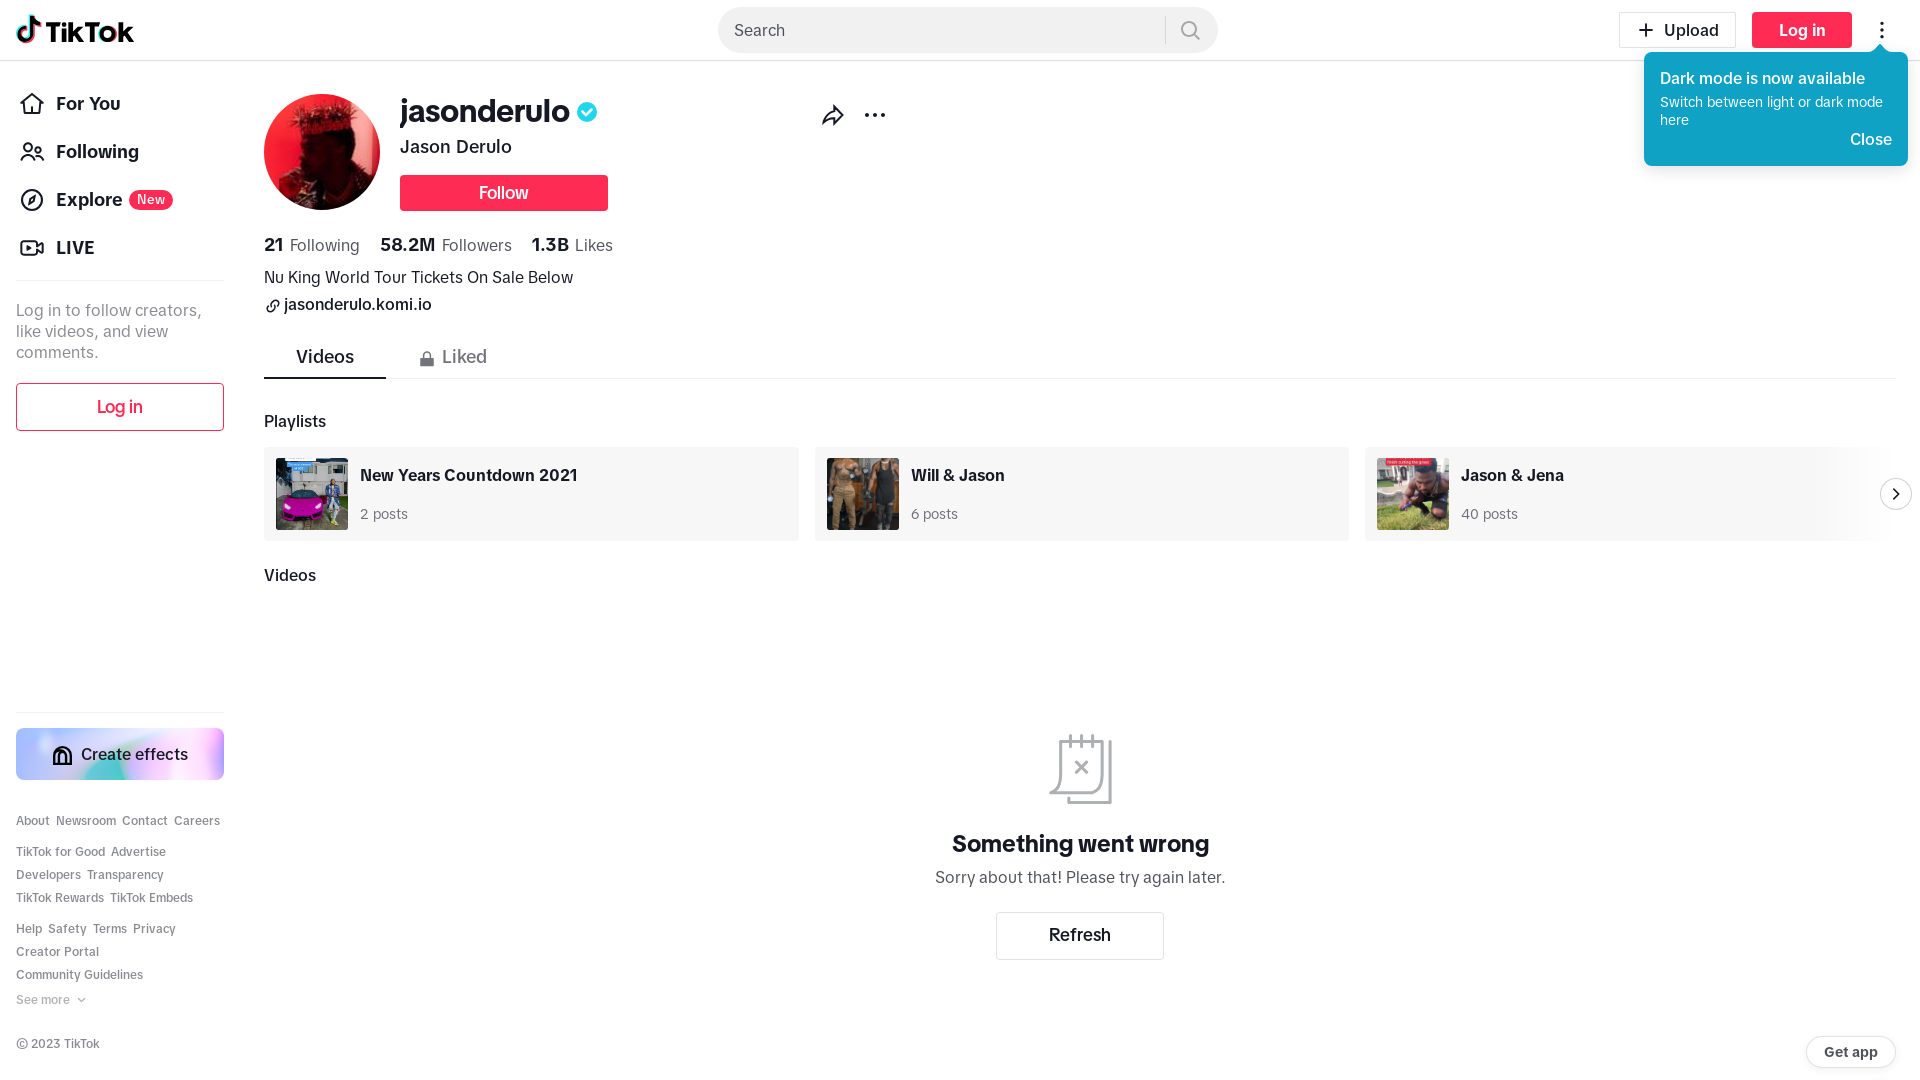 TikTok
Search
Upload
Log in
Dark mode is now available
Switch between light or dark mode
here
Close
For You
Following
Explore New
LIVE
Log in to follow creators,
like videos, and view
comments.
Log in
Create effects
About Newsroom Contact Careers
TikTok for Good Advertise
Developers Transparency
TikTok Rewards TikTok Embeds
Help Safety Terms Privacy
Creator Portal
Community Guidelines
See more
© 2023 TikTok
jasonderulo
Jason Derulo
Follow
21 Following 58.2M Followers 1.3B Likes
Nu King World Tour Tickets On Sale Below
jasonderulo.komi.io
Videos Liked
Playlists
New Years Countdown 2021
2 posts
Will & Jason
6 posts
Jason & Jena
40 posts
Videos
Something went wrong
Sorry about that! Please try again later.
Refresh
Get app